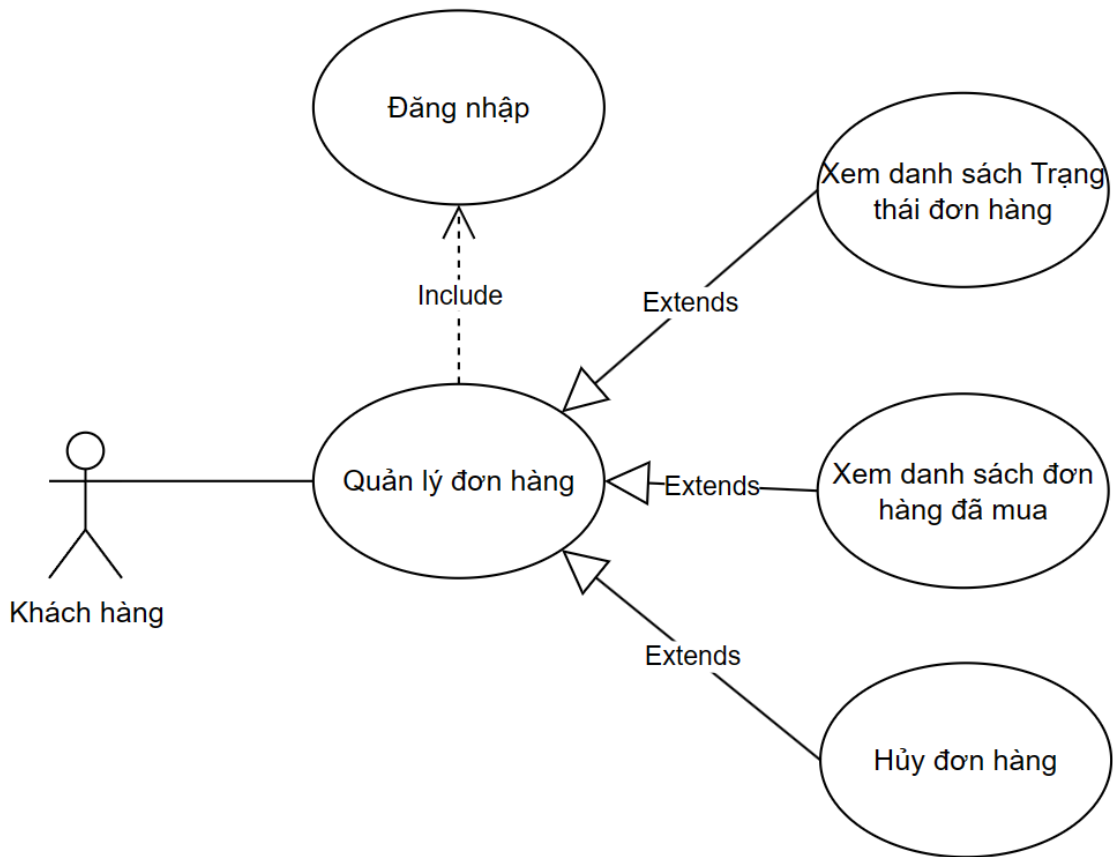 Đăng nhập
Xem danh sách Trạng
thái đơn hàng
Include
Extends
Quản lý đơn hàng
Extends
Xem danh sách đơn
hàng đã mua
Khách hàng
Extends
Hủy đơn hàng